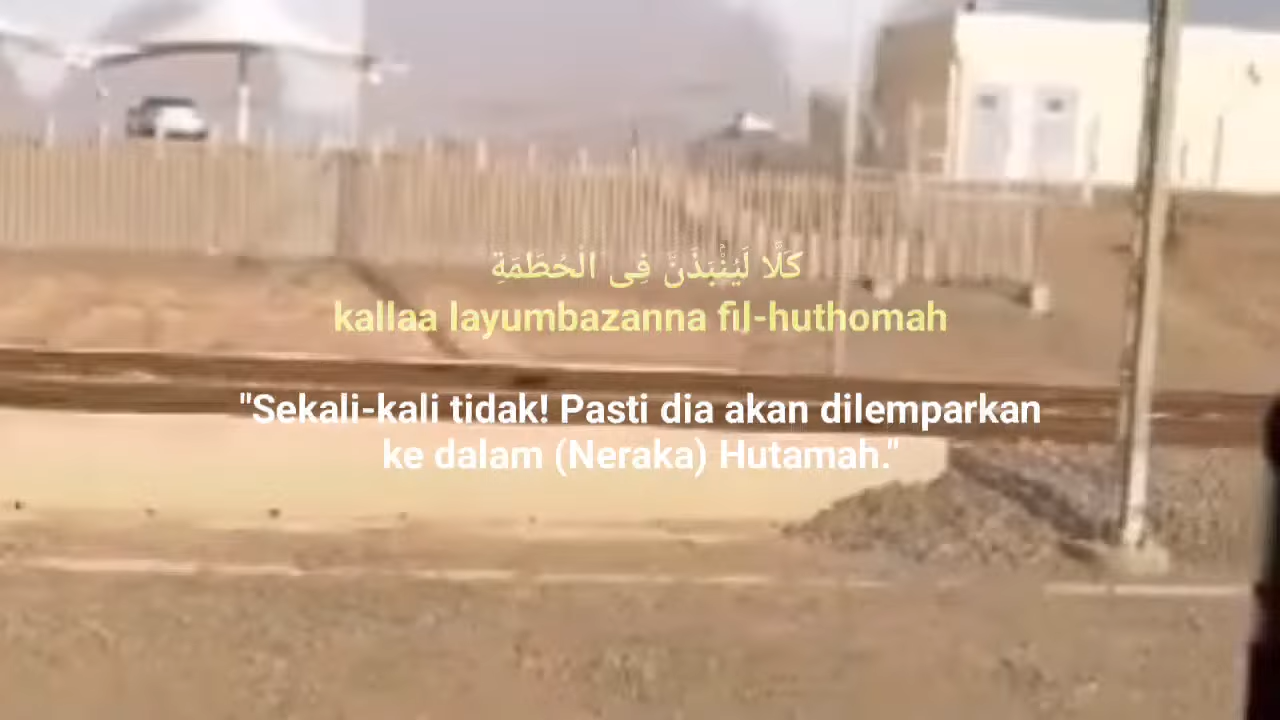 كَلَّا لَيُنْۢبَذَنَّ فِى الْحُطَمَةِ
kallaa layumbazanna fil-huthomah
"Sekali-kali tidak! Pasti dia akan dilemparkan
ke dalam (Neraka) Hutamah."